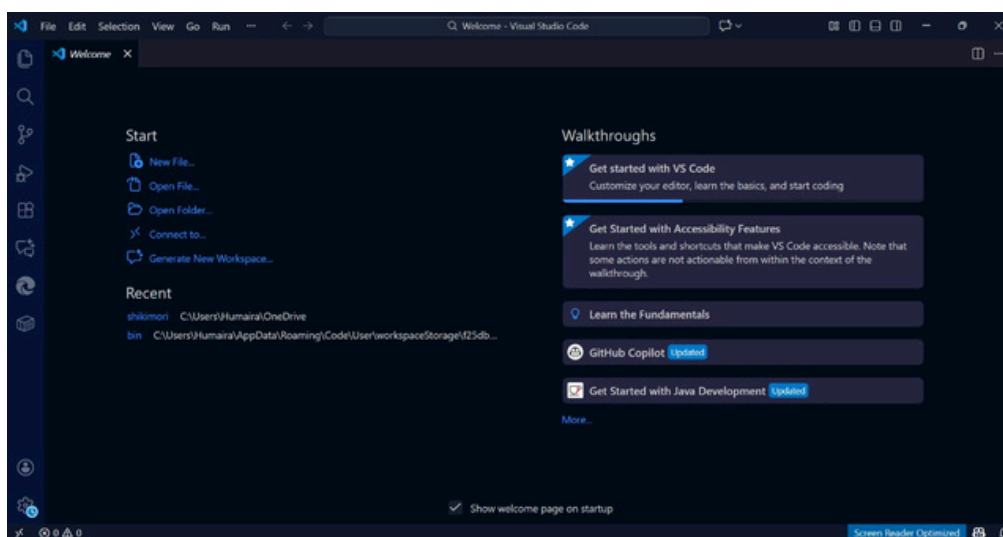 File Edit Selection View Go Run ··· Welcome - Visual Studio Code
Welcome
Start
New File...
Open File...
Open Folder...
Connect to...
Generate New Workspace...
Recent
shikimori C:\Users\Humaira\OneDrive
bin C:\Users\Humaira\AppData\Roaming\Code\User\workspaceStorage\f25db...
Walkthroughs
Get started with VS Code
Customize your editor, learn the basics, and start coding
Get Started with Accessibility Features
Learn the tools and shortcuts that make VS Code accessible. Note that
some actions are not actionable from within the context of the
walkthrough.
Learn the Fundamentals
GitHub Copilot Updated
Get Started with Java Development Updated
More...
Show welcome page on startup
0 0 Screen Reader Optimized